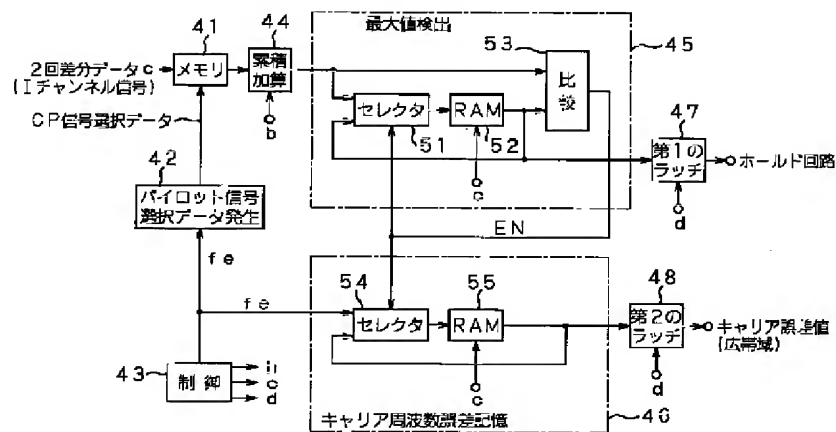 最大値検出
45
41
44
53
2回差分データc
(Iチャンネル信号)
メモリ
累積
加算
比
較
b
セレクタ
RAM
51
52
CP信号選択データ
47
第1の
ラッチ
ホールド回路
d
c
42
パイロット信号
選択データ発生
EN
fe
54
55
48
fe
セレクタ
RAM
第2の
ラッチ
キャリア誤差値
(広帯域)
43
制御
b
c
d
c
d
キャリア周波数誤差記憶
46